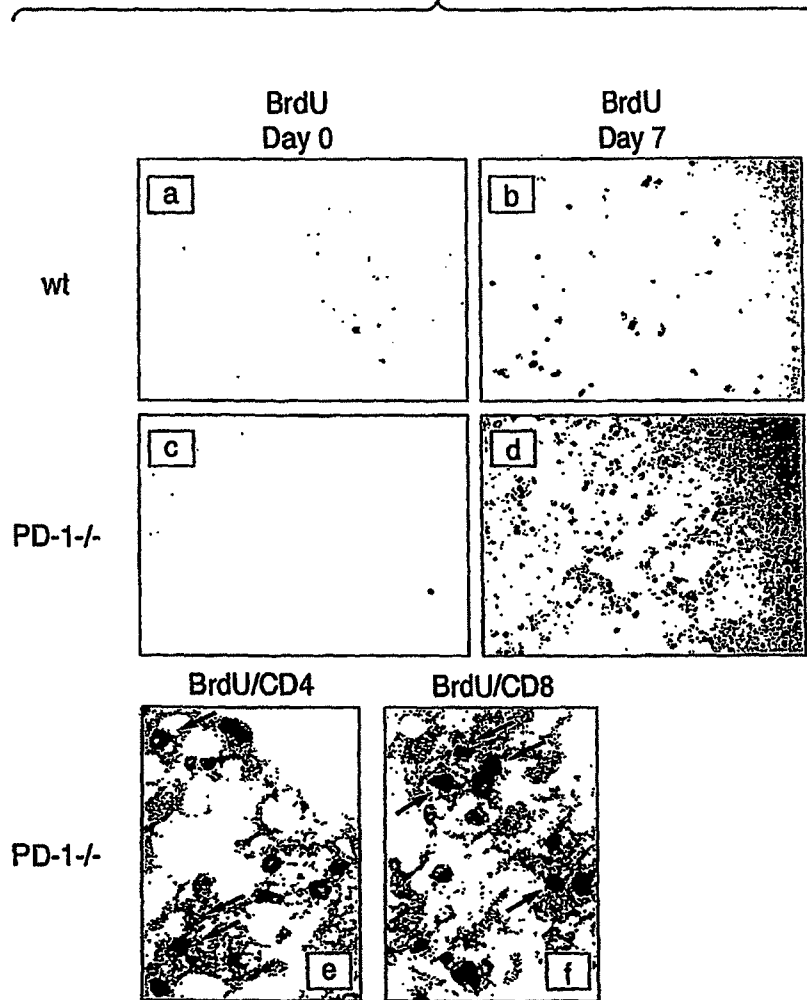 BrdU BrdU
Day 0 Day 7
a b
wt
c d
PD-1-/-
BrdU/CD4 BrdU/CD8
PD-1-/-
e f